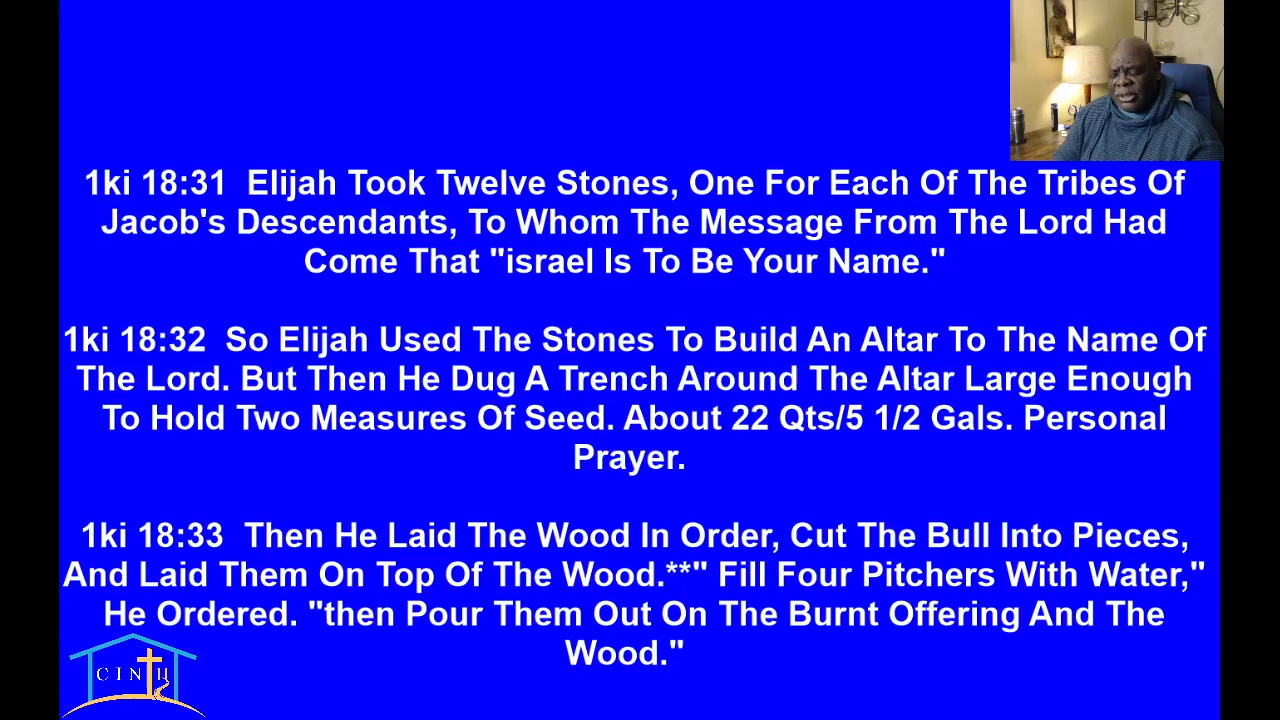 1ki 18:31  Elijah Took Twelve Stones, One For Each Of The Tribes Of
Jacob's Descendants, To Whom The Message From The Lord Had
Come That "israel Is To Be Your Name."
1ki 18:32  So Elijah Used The Stones To Build An Altar To The Name Of
The Lord. But Then He Dug A Trench Around The Altar Large Enough
To Hold Two Measures Of Seed. About 22 Qts/5 1/2 Gals. Personal
Prayer.
1ki 18:33  Then He Laid The Wood In Order, Cut The Bull Into Pieces,
And Laid Them On Top Of The Wood.**" Fill Four Pitchers With Water,"
He Ordered. "then Pour Them Out On The Burnt Offering And The
Wood."